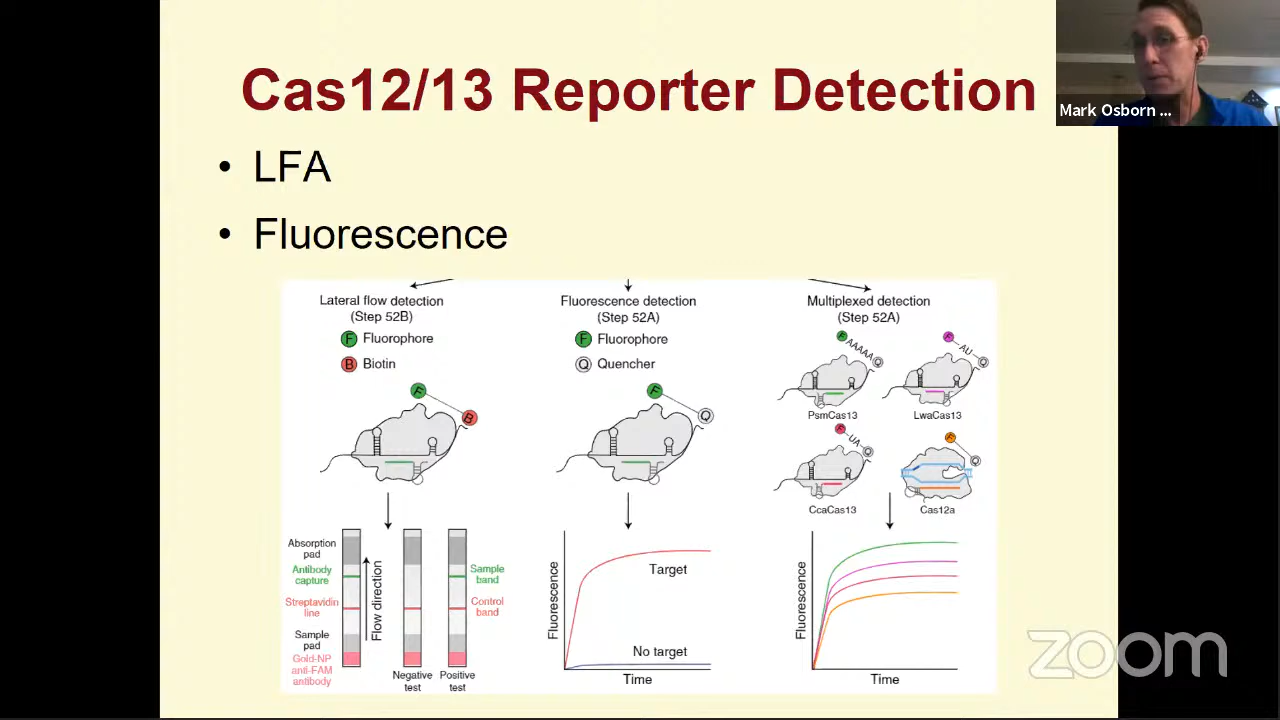 Cas12/13 Reporter Detection
Mark Osborn ...
• LFA
• Fluorescence
Lateral flow detection
(Step 52B)
F Fluorophore
B Biotin
F
B
Fluorescence detection
(Step 52A)
F Fluorophore
Q Quencher
F
Q
Multiplexed detection
(Step 52A)
F AAAAA Q
PsmCas13
F AU Q
LwaCas13
F UA Q
CcaCas13
F
Q
Cas12a
Absorption
pad
Antibody
capture
Streptavidin
line
Sample
pad
Gold-NP
anti-FAM
antibody
Flow direction
Sample
band
Control
band
Negative
test
Positive
test
Fluorescence
Target
No target
Time
Fluorescence
Time
zoom